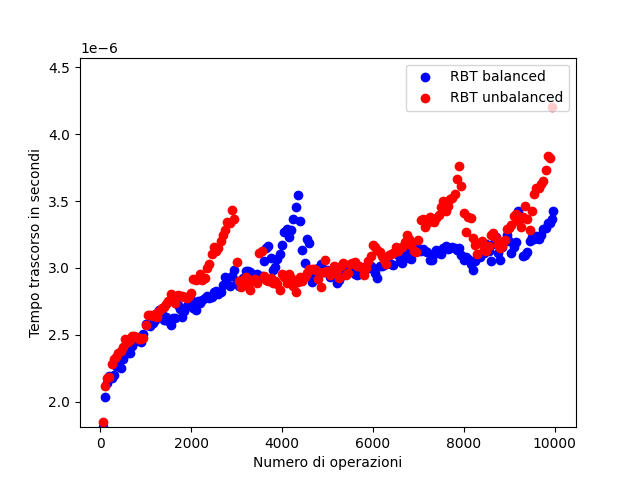 1e−6
4.5
4.0
3.5
3.0
2.5
2.0
Tempo trascorso in secondi
RBT balanced
RBT unbalanced
0 2000 4000 6000 8000 10000
Numero di operazioni